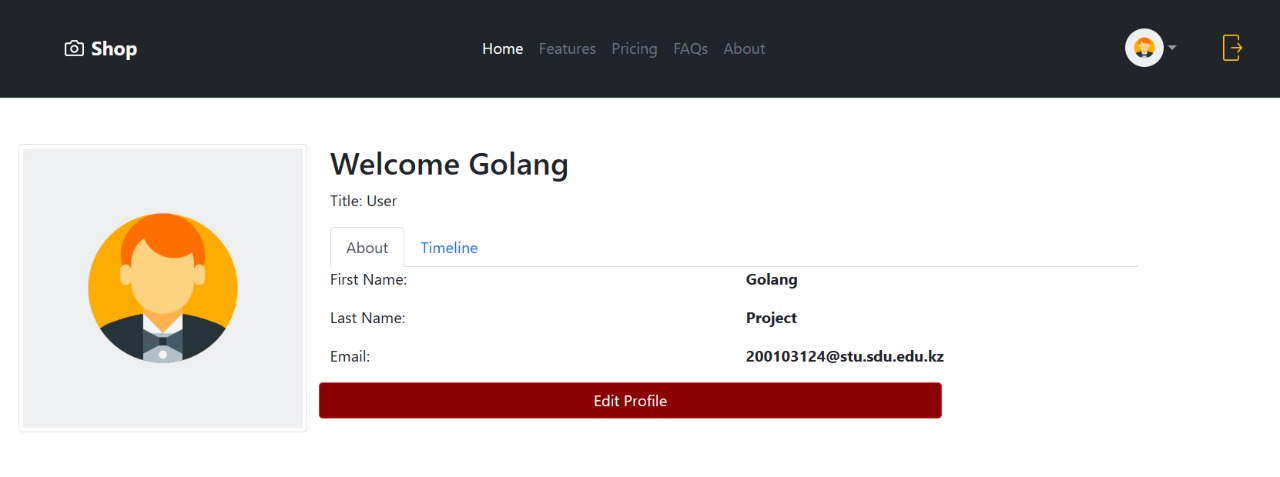 Shop
Home Features Pricing FAQs About
Welcome Golang
Title: User
About Timeline
First Name: Golang
Last Name: Project
Email: 200103124@stu.sdu.edu.kz
Edit Profile